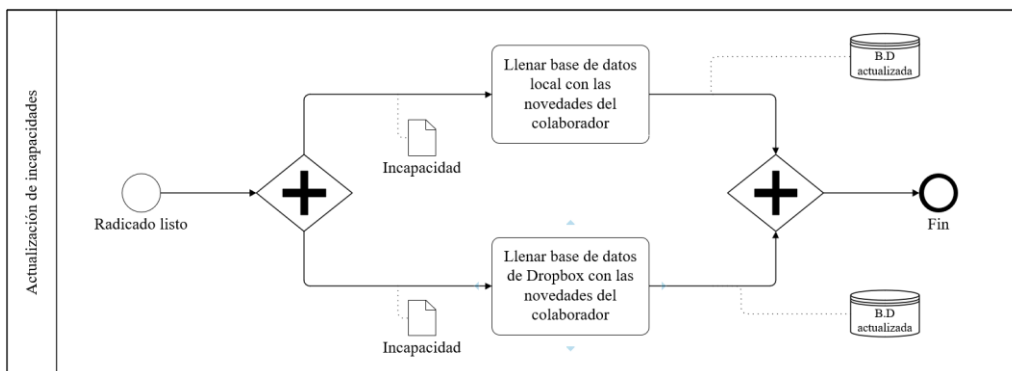 Actualización de incapacidades
Radicado listo
Incapacidad
Llenar base de datos
local con las
novedades del
colaborador
B.D
actualizada
Incapacidad
Llenar base de datos
de Dropbox con las
novedades del
colaborador
B.D
actualizada
Fin